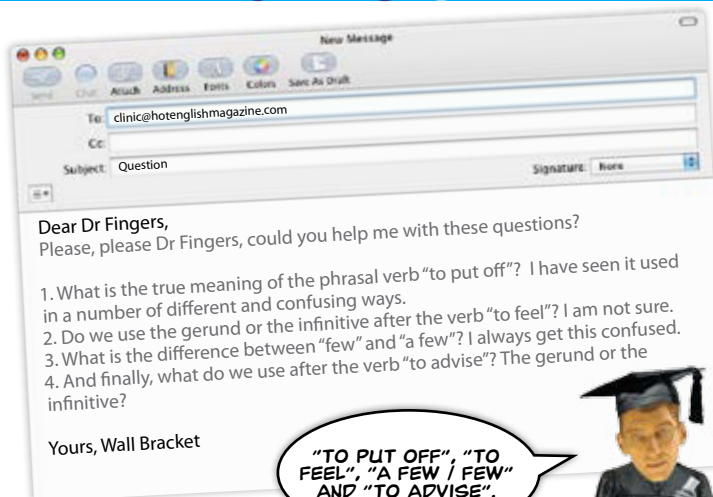 New Message
Send Chat Attach Address Fonts Colors Save As Draft
To: clinic@hotenglishmagazine.com
Cc:
Subject: Question
Signature: None
Dear Dr Fingers,
Please, please Dr Fingers, could you help me with these questions?
1. What is the true meaning of the phrasal verb "to put off"? I have seen it used
in a number of different and confusing ways.
2. Do we use the gerund or the infinitive after the verb "to feel"? I am not sure.
3. What is the difference between "few" and "a few"? I always get this confused.
4. And finally, what do we use after the verb "to advise"? The gerund or the
infinitive?
Yours, Wall Bracket
"TO PUT OFF", "TO
FEEL", "A FEW / FEW"
AND "TO ADVISE".